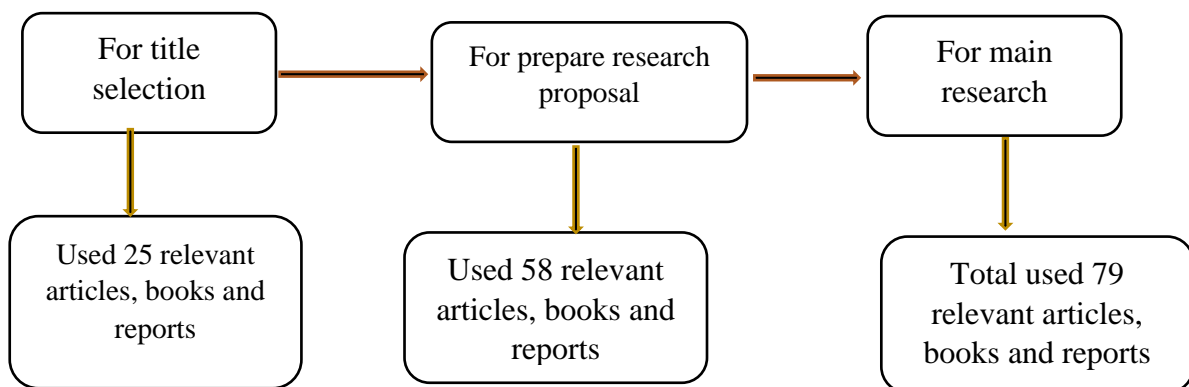 For title
selection
For prepare research
proposal
For main
research
Used 25 relevant
articles, books and
reports
Used 58 relevant
articles, books and
reports
Total used 79
relevant articles,
books and reports